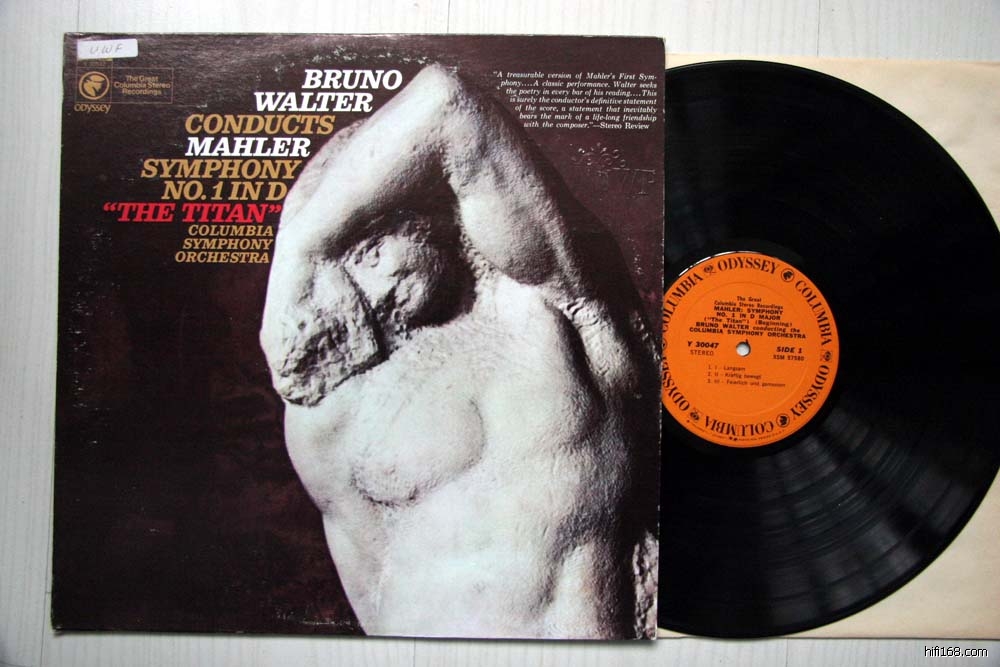 UWF
The Great
Columbia Stereo
Recordings
ODYSSEY
BRUNO
WALTER
CONDUCTS
MAHLER
SYMPHONY
NO. 1 IN D
"THE TITAN"
COLUMBIA
SYMPHONY
ORCHESTRA
"A treasurable version of Mahler's First Sym-
phony....A classic performance. Walter seeks
the poetry in every bar of his reading....This
is surely the conductor's definitive statement
of the score, a statement that inevitably
bears the mark of a life-long friendship
with the composer."—Stereo Review
ODYSSEY
COLUMBIA
ODYSSEY
COLUMBIA
ODYSSEY
COLUMBIA
The Great
Columbia Stereo Recordings
MAHLER: SYMPHONY
NO. 1 IN D MAJOR
("The Titan") (Beginning)
BRUNO WALTER conducting the
COLUMBIA SYMPHONY ORCHESTRA
Y 30047
SIDE 1
STEREO
XSM 57580
1. I - Langsam
2. II - Kräftig bewegt
3. III - Feierlich und gemessen
hifi168.com